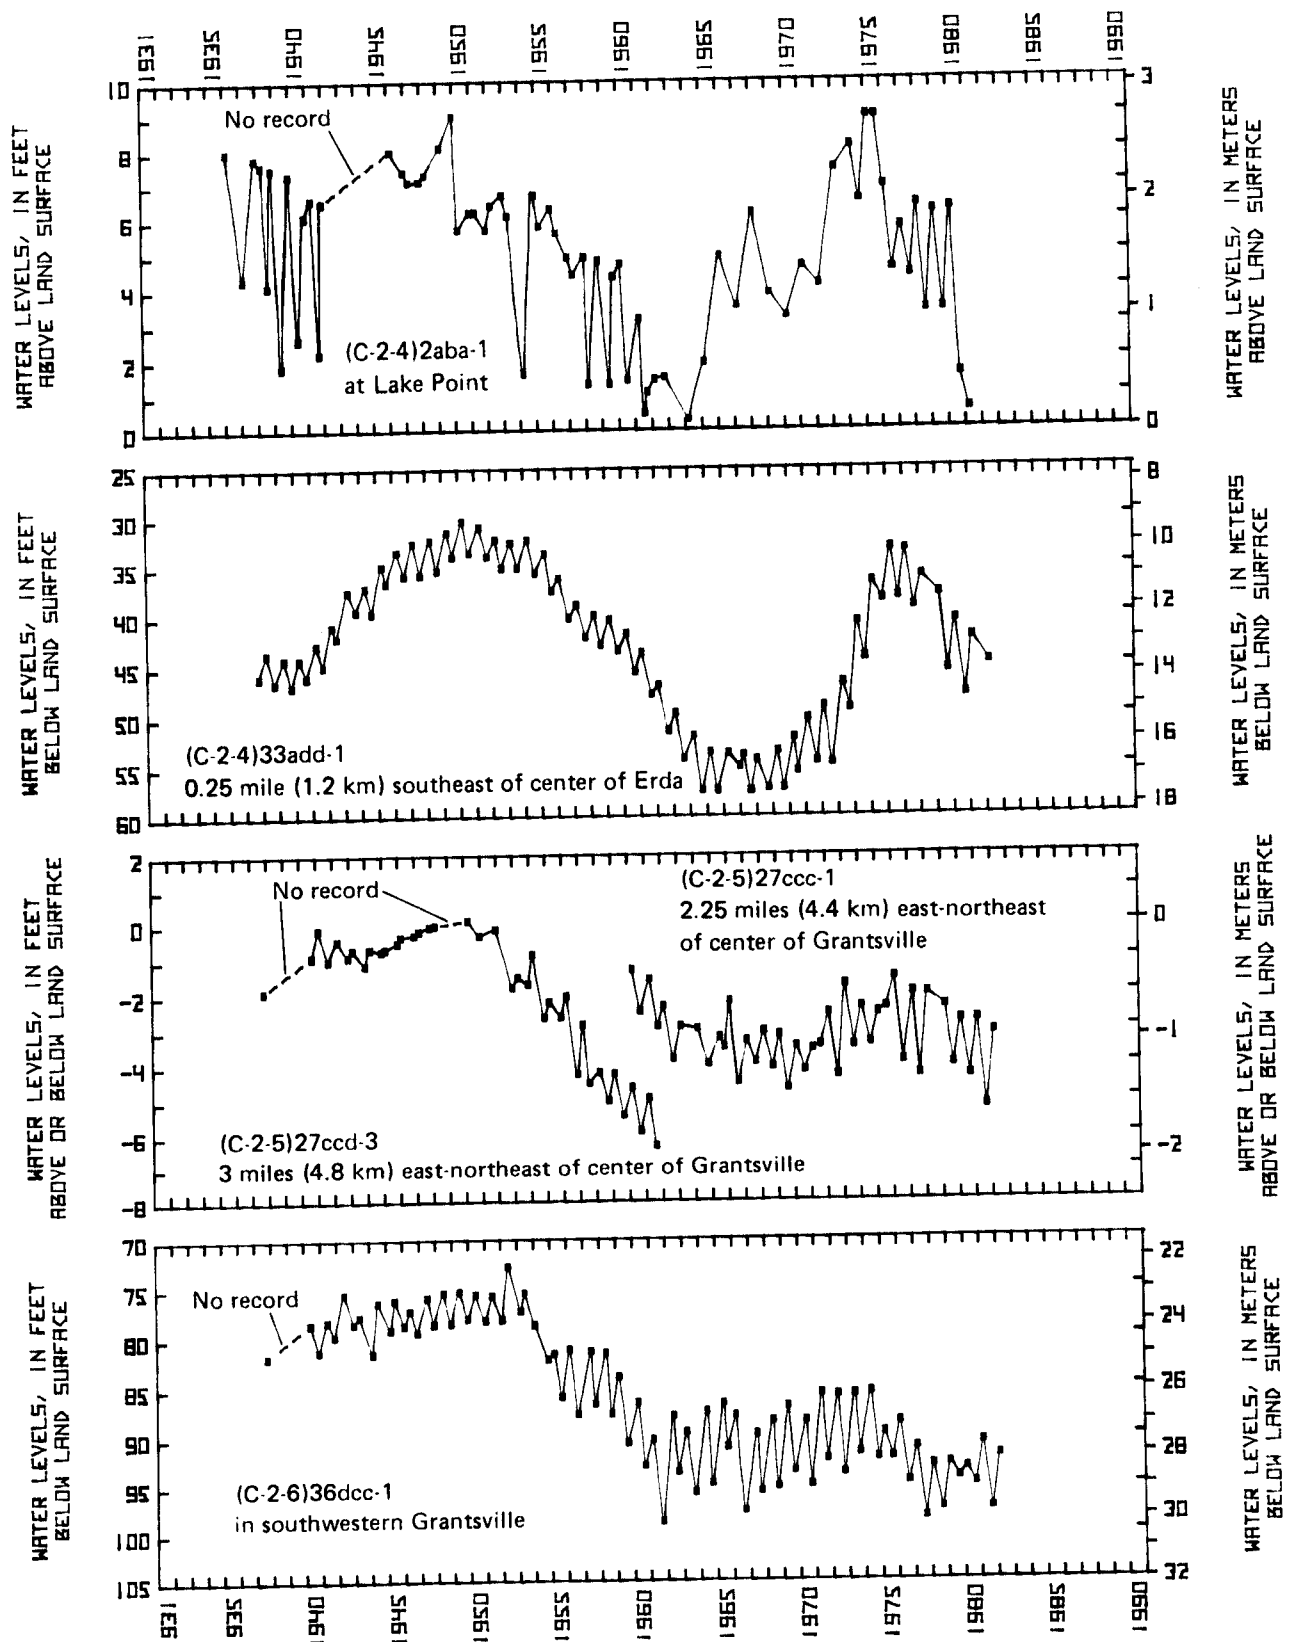 1931 1935 1940 1945 1950 1955 1960 1965 1970 1975 1980 1985 1990
WATER LEVELS, IN FEET
ABOVE LAND SURFACE
10
8
6
4
2
0
No record
(C-2-4)2aba-1
at Lake Point
3
2
1
0
WATER LEVELS, IN METERS
ABOVE LAND SURFACE
WATER LEVELS, IN FEET
BELOW LAND SURFACE
25
30
35
40
45
50
55
60
(C-2-4)33add-1
0.25 mile (1.2 km) southeast of center of Erda
8
10
12
14
16
18
WATER LEVELS, IN METERS
BELOW LAND SURFACE
WATER LEVELS, IN FEET
ABOVE OR BELOW LAND SURFACE
2
0
-2
-4
-6
-8
No record
(C-2-5)27ccc-1
2.25 miles (4.4 km) east-northeast
of center of Grantsville
(C-2-5)27ccd-3
3 miles (4.8 km) east-northeast of center of Grantsville
0
-1
-2
WATER LEVELS, IN METERS
ABOVE OR BELOW LAND SURFACE
WATER LEVELS, IN FEET
BELOW LAND SURFACE
70
75
80
85
90
95
100
105
No record
(C-2-6)36dcc-1
in southwestern Grantsville
22
24
26
28
30
32
WATER LEVELS, IN METERS
BELOW LAND SURFACE
931 935 1940 1945 1950 1955 1960 1965 1970 1975 1980 1985 1990